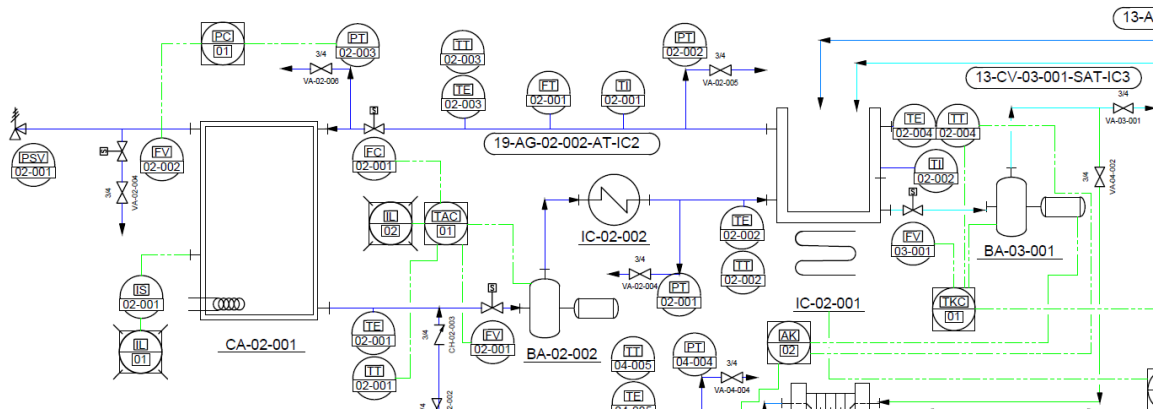 13-A
PC
01
PT
02-003
3/4
VA-02-006
TT
02-003
TE
02-003
FT
02-001
TI
02-001
PT
02-002
3/4
VA-02-005
13-CV-03-001-SAT-IC3
3/4
VA-03-001
PSV
02-001
S
3/4
VA-02-004
FV
02-002
S
FC
02-001
19-AG-02-002-AT-IC2
TE
02-004
TT
02-004
TI
02-002
3/4
VA-04-002
IL
02
TAC
01
IC-02-002
TE
02-002
TT
02-002
S
FV
03-001
BA-03-001
3/4
VA-02-004
PT
02-001
IS
02-001
IL
01
CA-02-001
TE
02-001
TT
02-001
3/4
CH-02-003
3/4
S
FV
02-001
BA-02-002
IC-02-001
TKC
01
AK
02
TT
04-005
TE
PT
04-004
3/4
VA-04-004